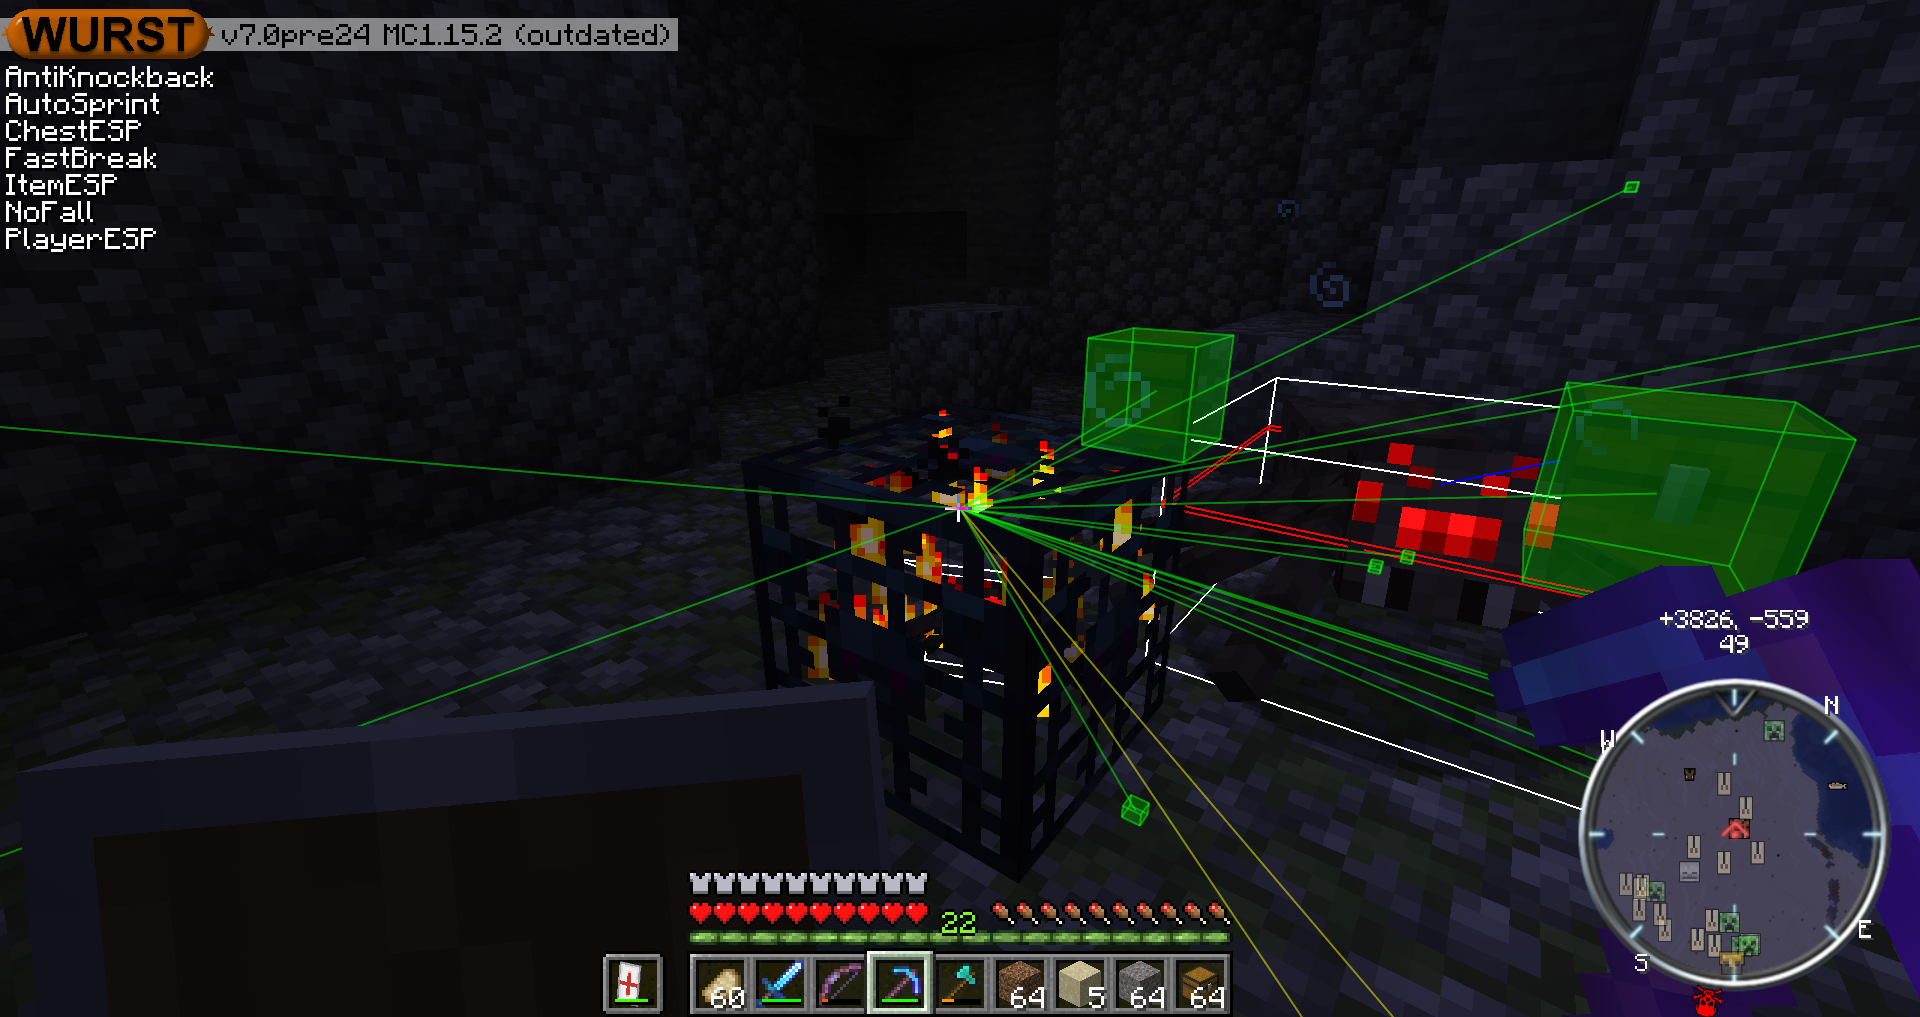 WURST v7.0pre24 MC1.15.2 (outdated)
AntiKnockback
AutoSprint
ChestESP
FastBreak
ItemESP
NoFall
PlayerESP
+3826, -559
49
N
W
E
S
22
60
64
5
64
64